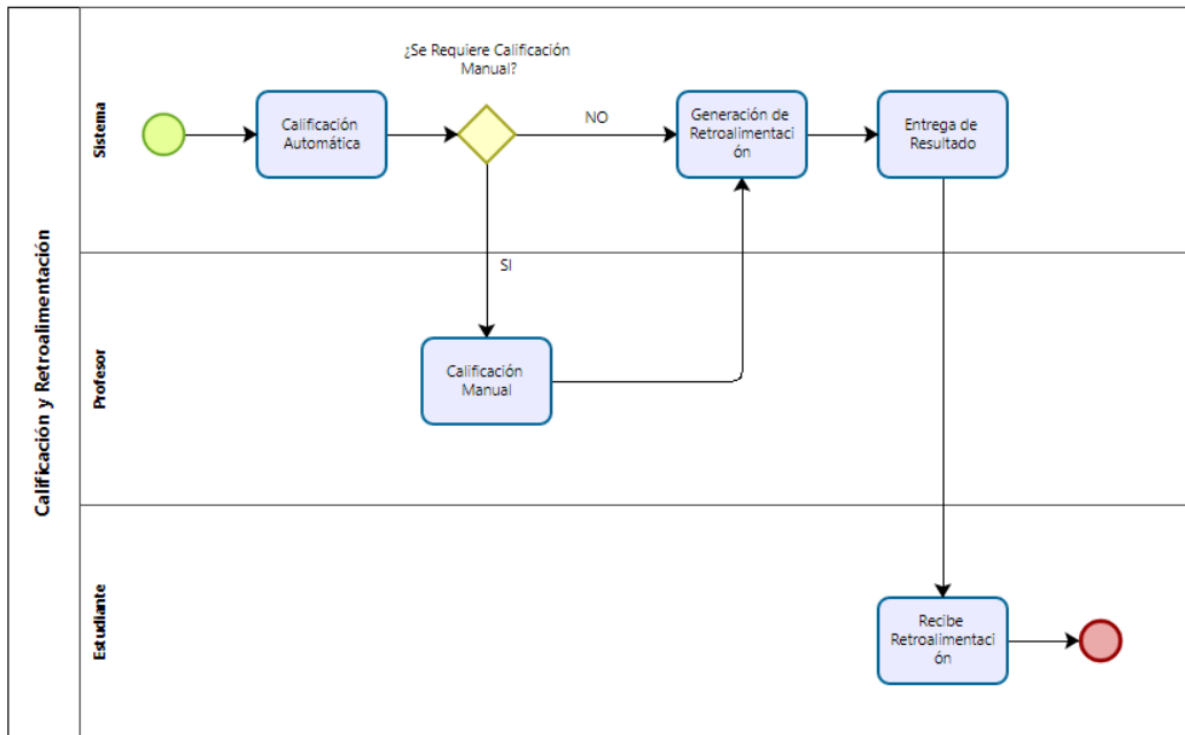 Calificación y Retroalimentación
Sistema
¿Se Requiere Calificación
Manual?
Calificación
Automática
NO
Generación de
Retroalimentaci
ón
Entrega de
Resultado
Profesor
SI
Calificación
Manual
Estudiante
Recibe
Retroalimentaci
ón